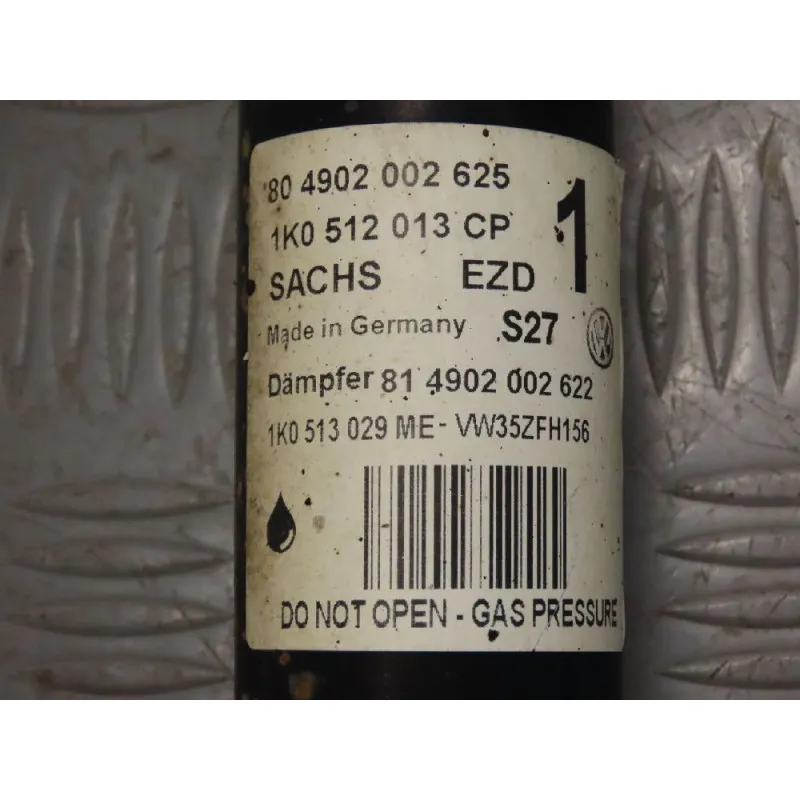 80 4902 002 625
1K0 512 013 CP 1
SACHS EZD
Made in Germany S27
Dämpfer 81 4902 002 622
1K0 513 029 ME - VW35ZFH156
DO NOT OPEN - GAS PRESSURE